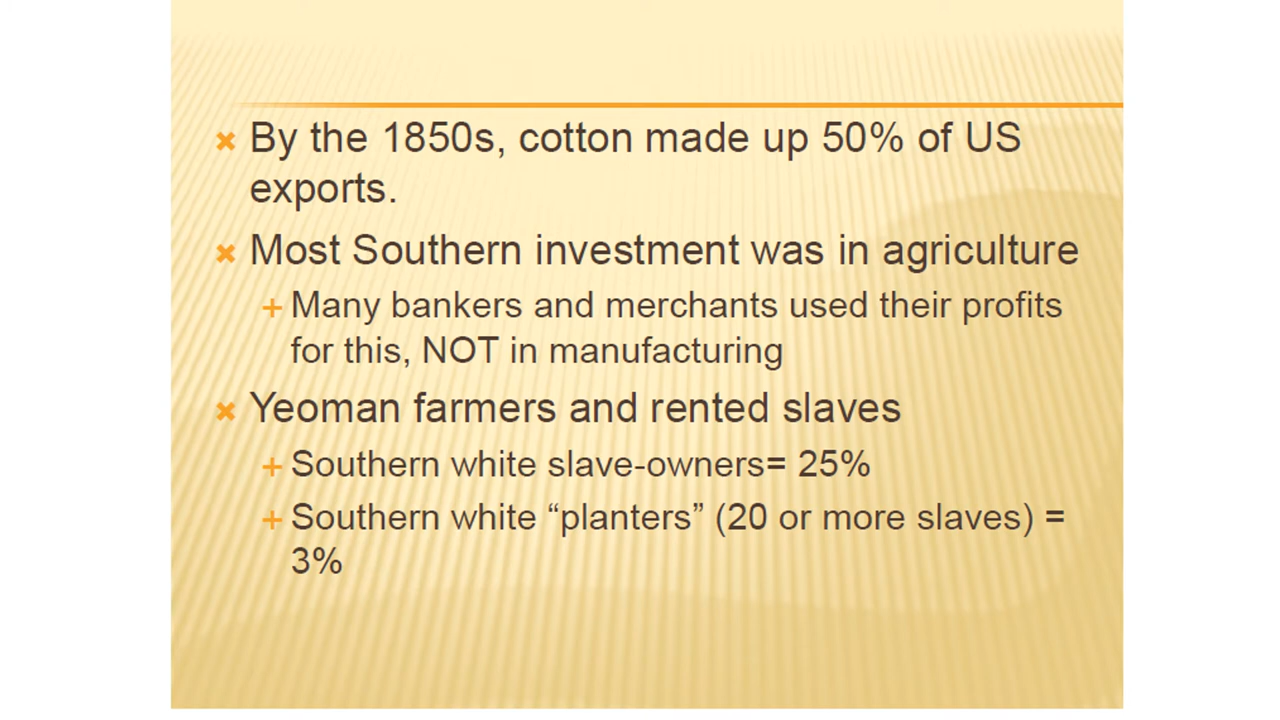 By the 1850s, cotton made up 50% of US
exports.
Most Southern investment was in agriculture
Many bankers and merchants used their profits
for this, NOT in manufacturing
Yeoman farmers and rented slaves
Southern white slave-owners= 25%
Southern white “planters” (20 or more slaves) =
3%